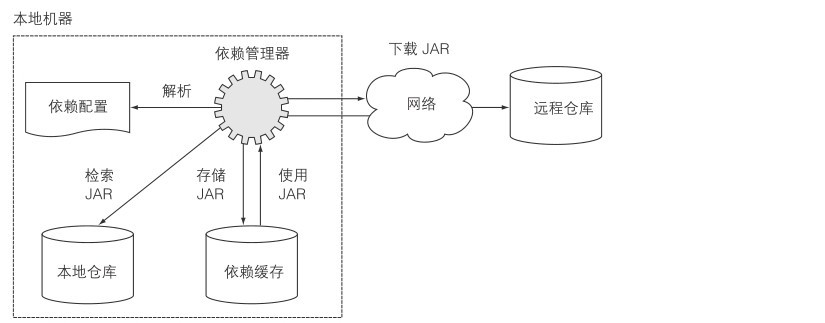 本地机器
依赖管理器
下载 JAR
解析
依赖配置
网络
远程仓库
检索
JAR
存储
JAR
使用
JAR
本地仓库
依赖缓存